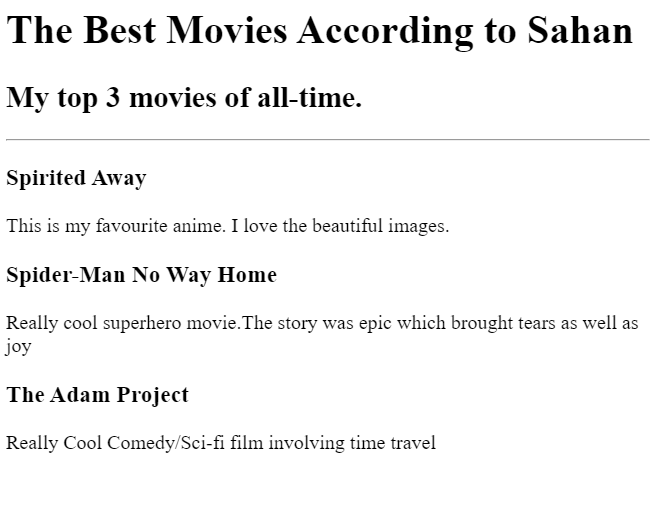 The Best Movies According to Sahan
My top 3 movies of all-time.
Spirited Away
This is my favourite anime. I love the beautiful images.
Spider-Man No Way Home
Really cool superhero movie.The story was epic which brought tears as well as
joy
The Adam Project
Really Cool Comedy/Sci-fi film involving time travel